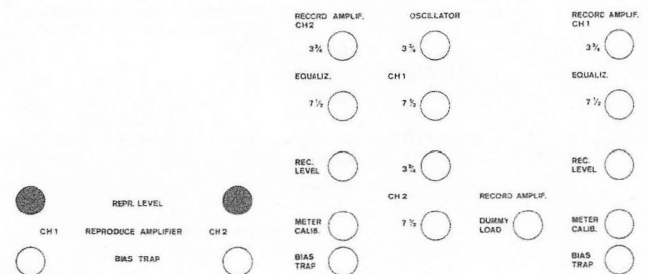 RECORD AMPLIF. OSCILLATOR RECORD AMPLIF.
CH 2 CH 1
3¾ 3¾ 3¾
EQUALIZ. CH 1 EQUALIZ.
7½ 7½ 7½
REC. LEVEL 3¾ REC. LEVEL
REPR. LEVEL
CH 2 RECORD AMPLIF.
METER CALIB. 7½ DUMMY LOAD METER CALIB.
CH 1 REPRODUCE AMPLIFIER CH 2
BIAS TRAP BIAS TRAP BIAS TRAP